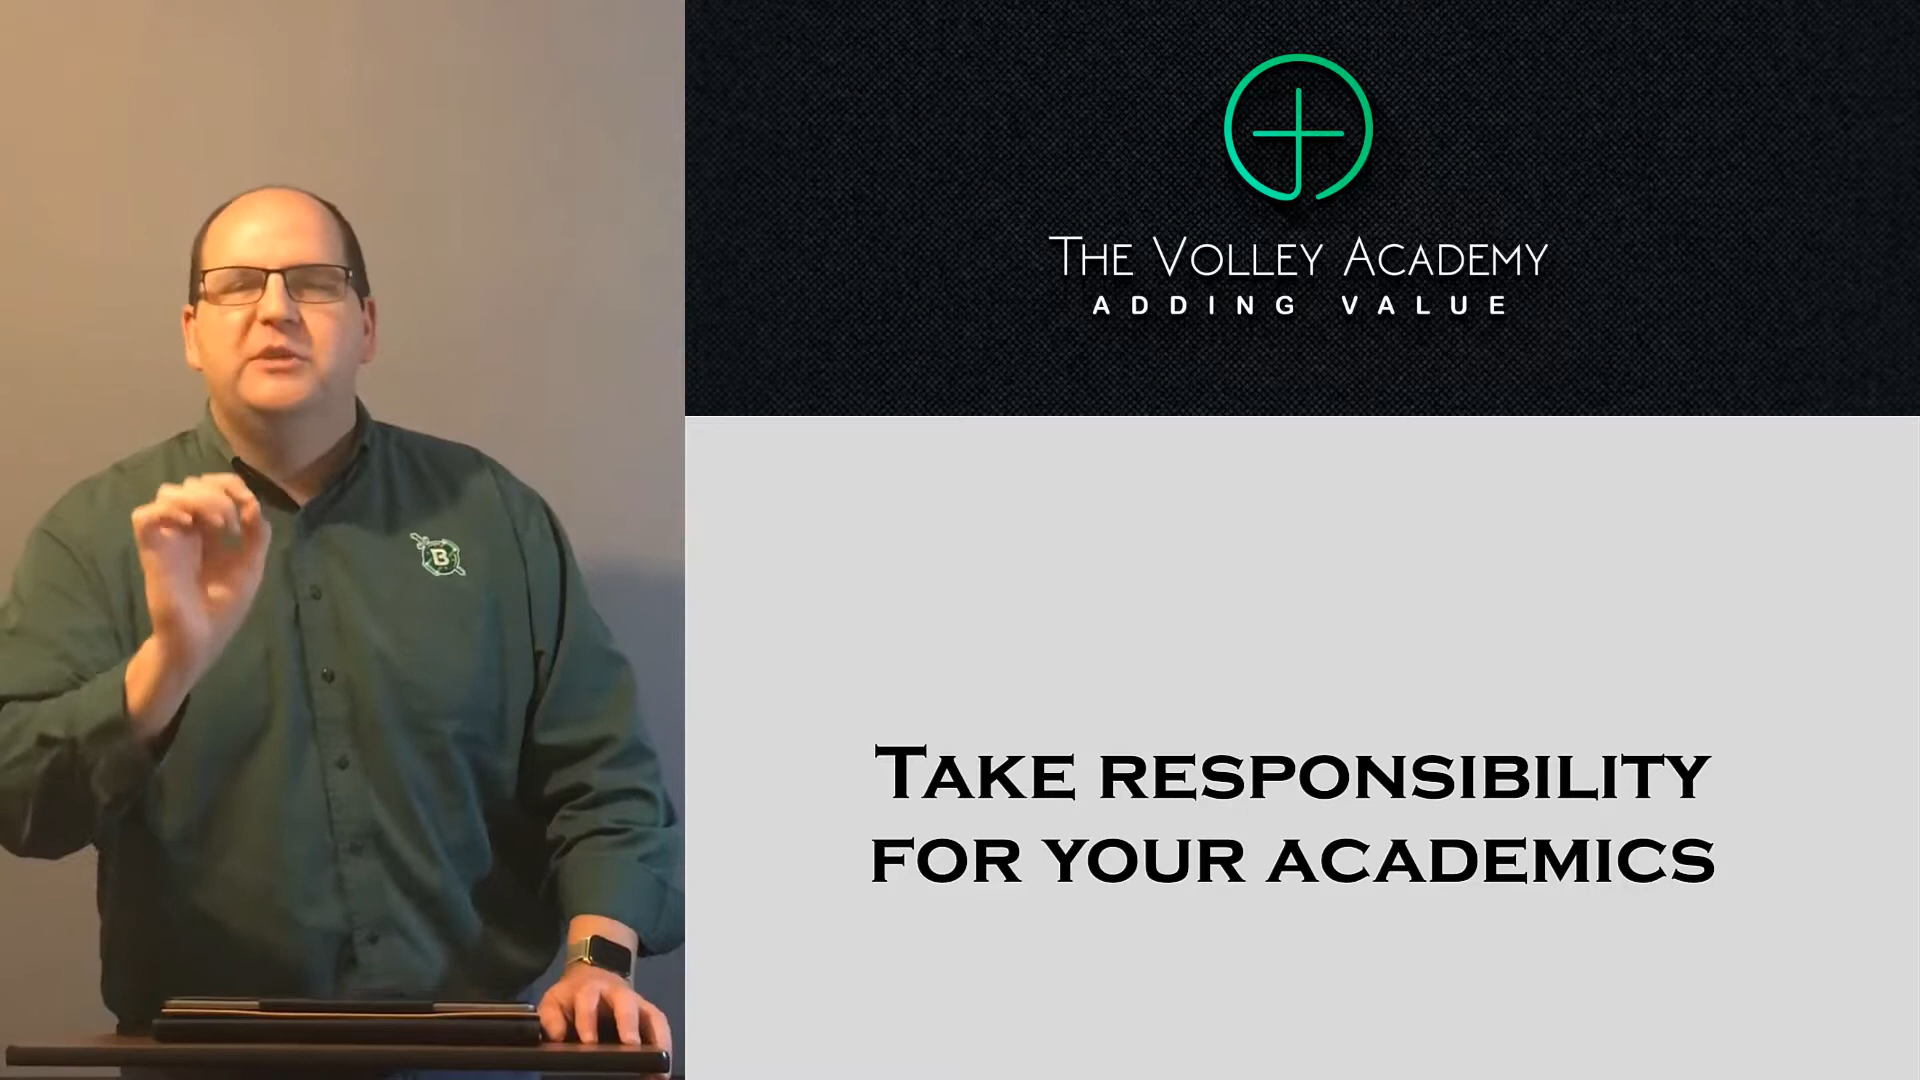 THE VOLLEY ACADEMY
ADDING VALUE
B
TAKE RESPONSIBILITY
FOR YOUR ACADEMICS